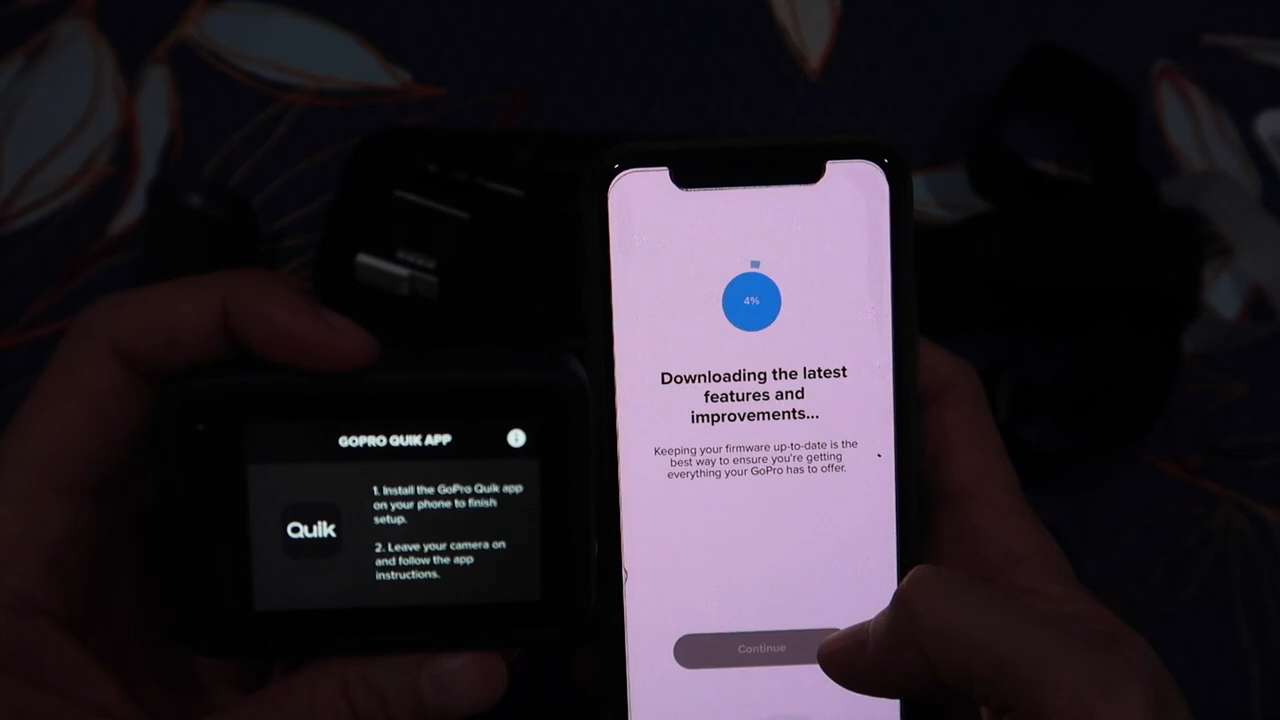 GOPRO QUIK APP
Quik
1. Install the GoPro Quik app
on your phone to finish
setup.
2. Leave your camera on
and follow the app
instructions.
4%
Downloading the latest
features and
improvements...
Keeping your firmware up-to-date is the
best way to ensure you're getting
everything your GoPro has to offer.
Continue